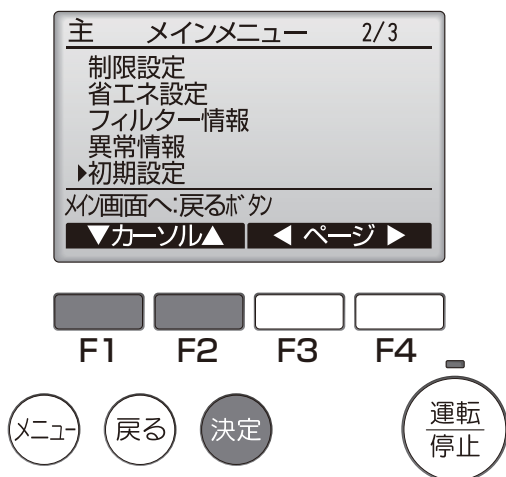 主 メインメニュー 2/3
制限設定
省エネ設定
フィルター情報
異常情報
▶初期設定
メイン画面へ:戻るボタン
▼カーソル▲ ◀ ページ ▶
F1 F2 F3 F4
メニュー 戻る 決定 運転
停止